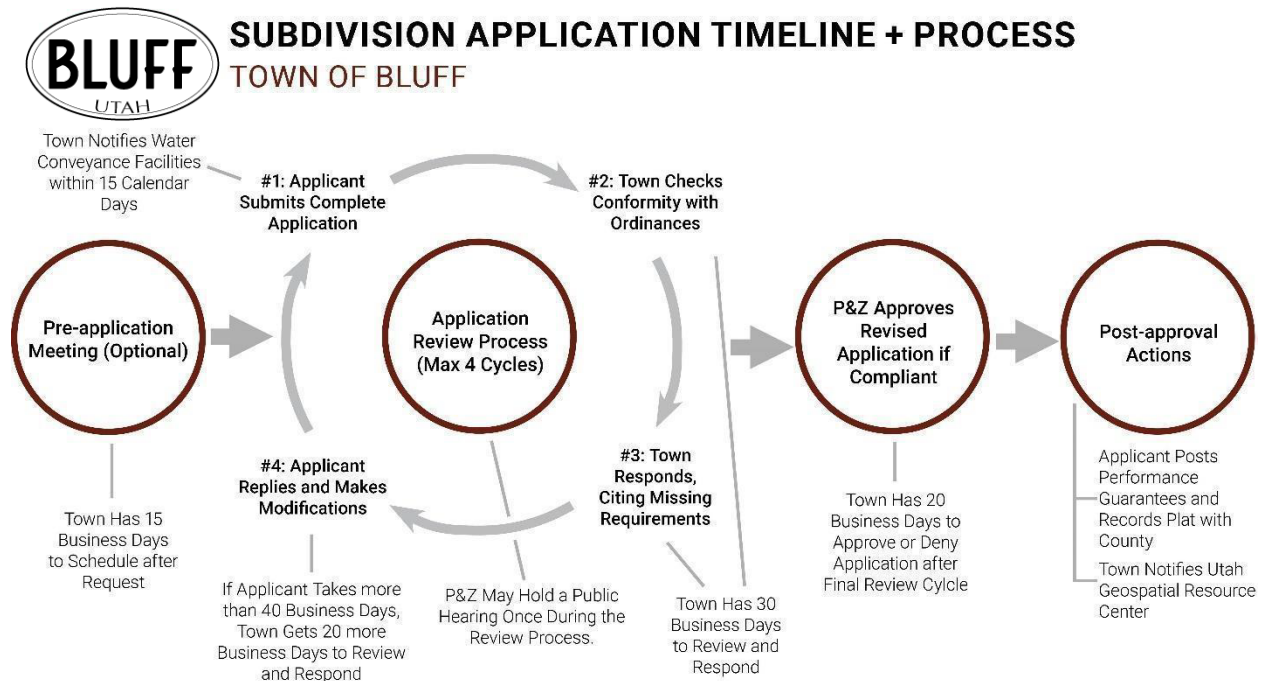 BLUFF
UTAH
SUBDIVISION APPLICATION TIMELINE + PROCESS
TOWN OF BLUFF
Town Notifies Water
Conveyance Facilities
within 15 Calendar
Days
#1: Applicant
Submits Complete
Application
#2: Town Checks
Conformity with
Ordinances
Pre-application
Meeting (Optional)
Application
Review Process
(Max 4 Cycles)
P&Z Approves
Revised
Application if
Compliant
Post-approval
Actions
#4: Applicant
Replies and Makes
Modifications
#3: Town
Responds,
Citing Missing
Requirements
Town Has 15
Business Days
to Schedule after
Request
If Applicant Takes more
than 40 Business Days,
Town Gets 20 more
Business Days to Review
and Respond
P&Z May Hold a Public
Hearing Once During the
Review Process.
Town Has 30
Business Days
to Review and
Respond
Town Has 20
Business Days to
Approve or Deny
Application after
Final Review Cylcle
Applicant Posts
Performance
Guarantees and
Records Plat with
County
Town Notifies Utah
Geospatial Resource
Center